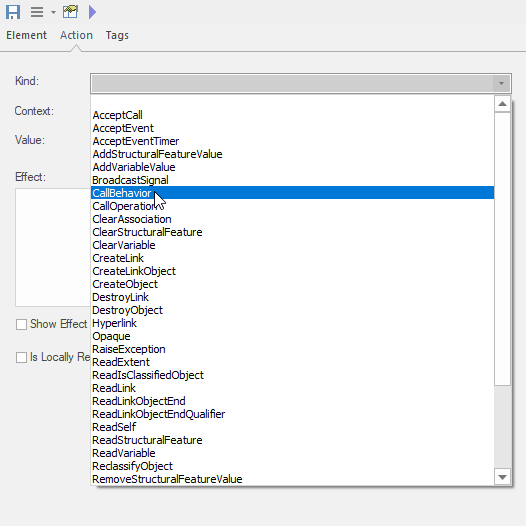 Element Action Tags
Kind:
Context:
Value:
Effect:
AcceptCall
AcceptEvent
AcceptEventTimer
AddStructuralFeatureValue
AddVariableValue
BroadcastSignal
CallBehavior
CallOperation
ClearAssociation
ClearStructuralFeature
ClearVariable
CreateLink
CreateLinkObject
CreateObject
DestroyLink
DestroyObject
Hyperlink
Opaque
RaiseException
ReadExtent
ReadIsClassifiedObject
ReadLink
ReadLinkObjectEnd
ReadLinkObjectEndQualifier
ReadSelf
ReadStructuralFeature
ReadVariable
ReclassifyObject
RemoveStructuralFeatureValue
Show Effect
Is Locally Re